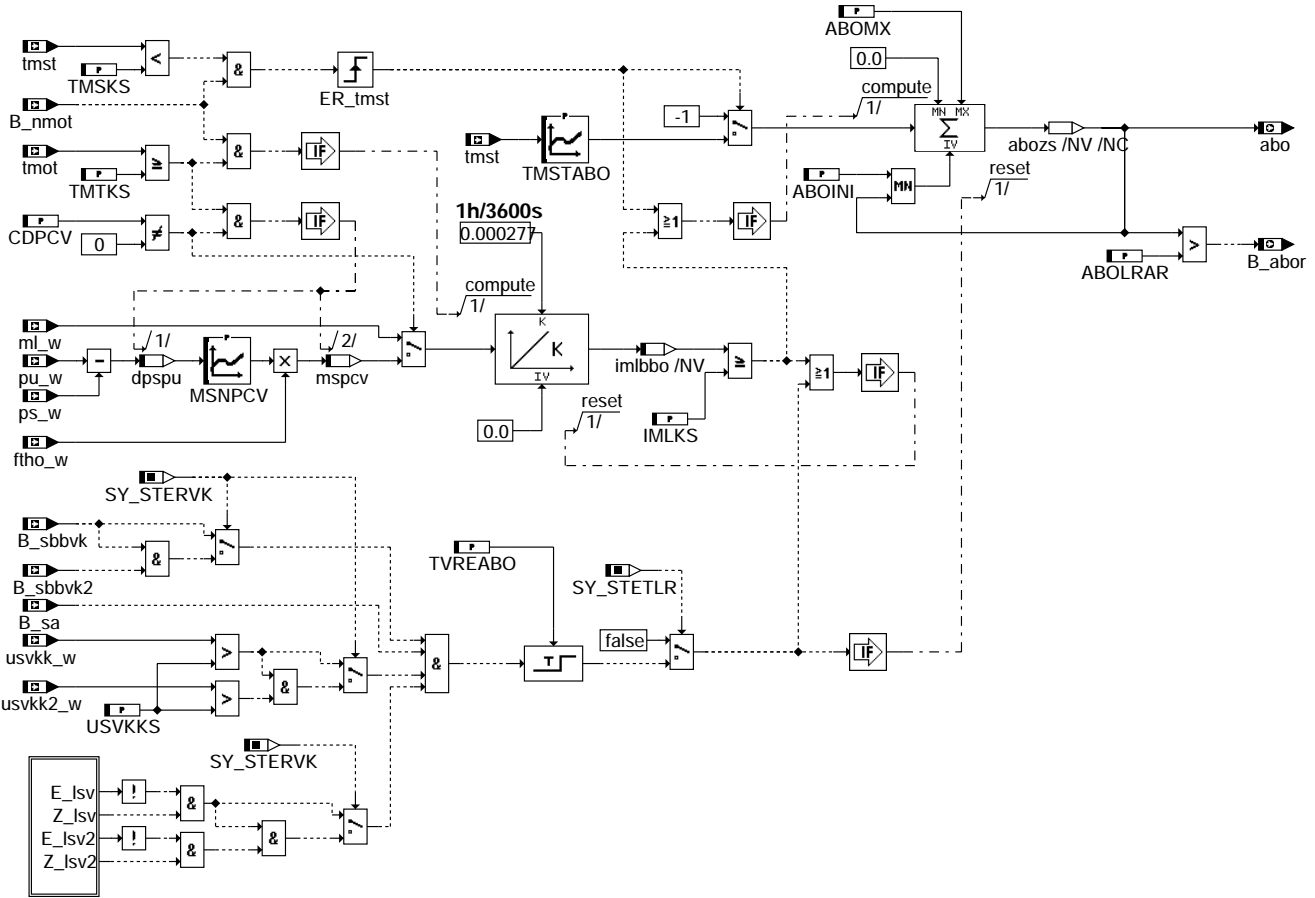 ABOMX
tmst
TMSKS
<
&
ER_tmst
0.0
compute
1/
B_nmot
-1
MN MX
Σ
IV
tmot
TMTKS
≥
&
IF
tmst
P
TMSTABO
abozs /NV /NC
abo
ABOINI
MN
reset
1/
CDPCV
0
≠
&
IF
1h/3600s
0.000277
≥1
IF
ABOLRAR
>
B_abor
compute
1/
ml_w
/1/
/2/
K
K
IV
imlbbo /NV
≥
≥1
IF
pu_w
-
dpspu
P
MSNPCV
X
mspcv
ps_w
reset
1/
IMLKS
ftho_w
0.0
SY_STERVK
B_sbbvk
&
B_sbbvk2
TVREABO
SY_STETLR
B_sa
usvkk_w
>
&
false
T
IF
usvkk2_w
>
&
USVKKS
SY_STERVK
E_lsv
!
&
Z_lsv
&
E_lsv2
!
&
Z_lsv2